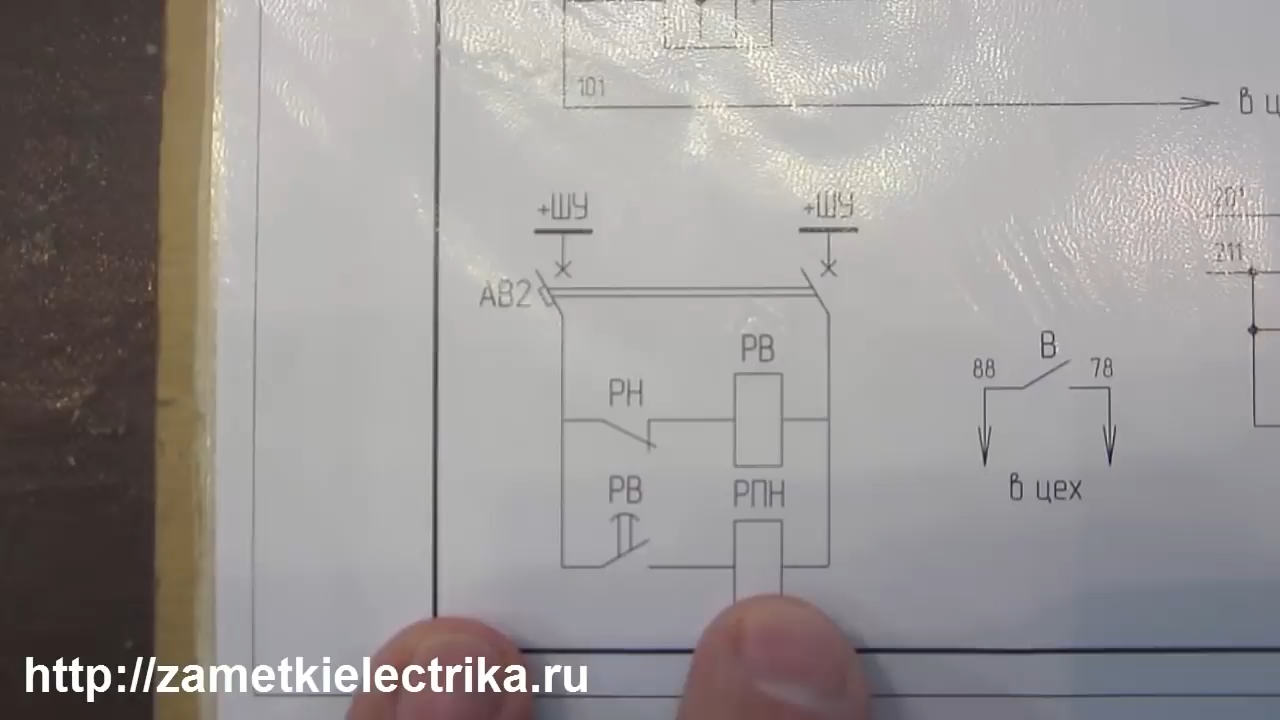 101
В ц
+ШУ +ШУ
АВ2
РВ
РН
РВ
РПН
В
88 78
в цех
20
211
http://zametkielectrika.ru